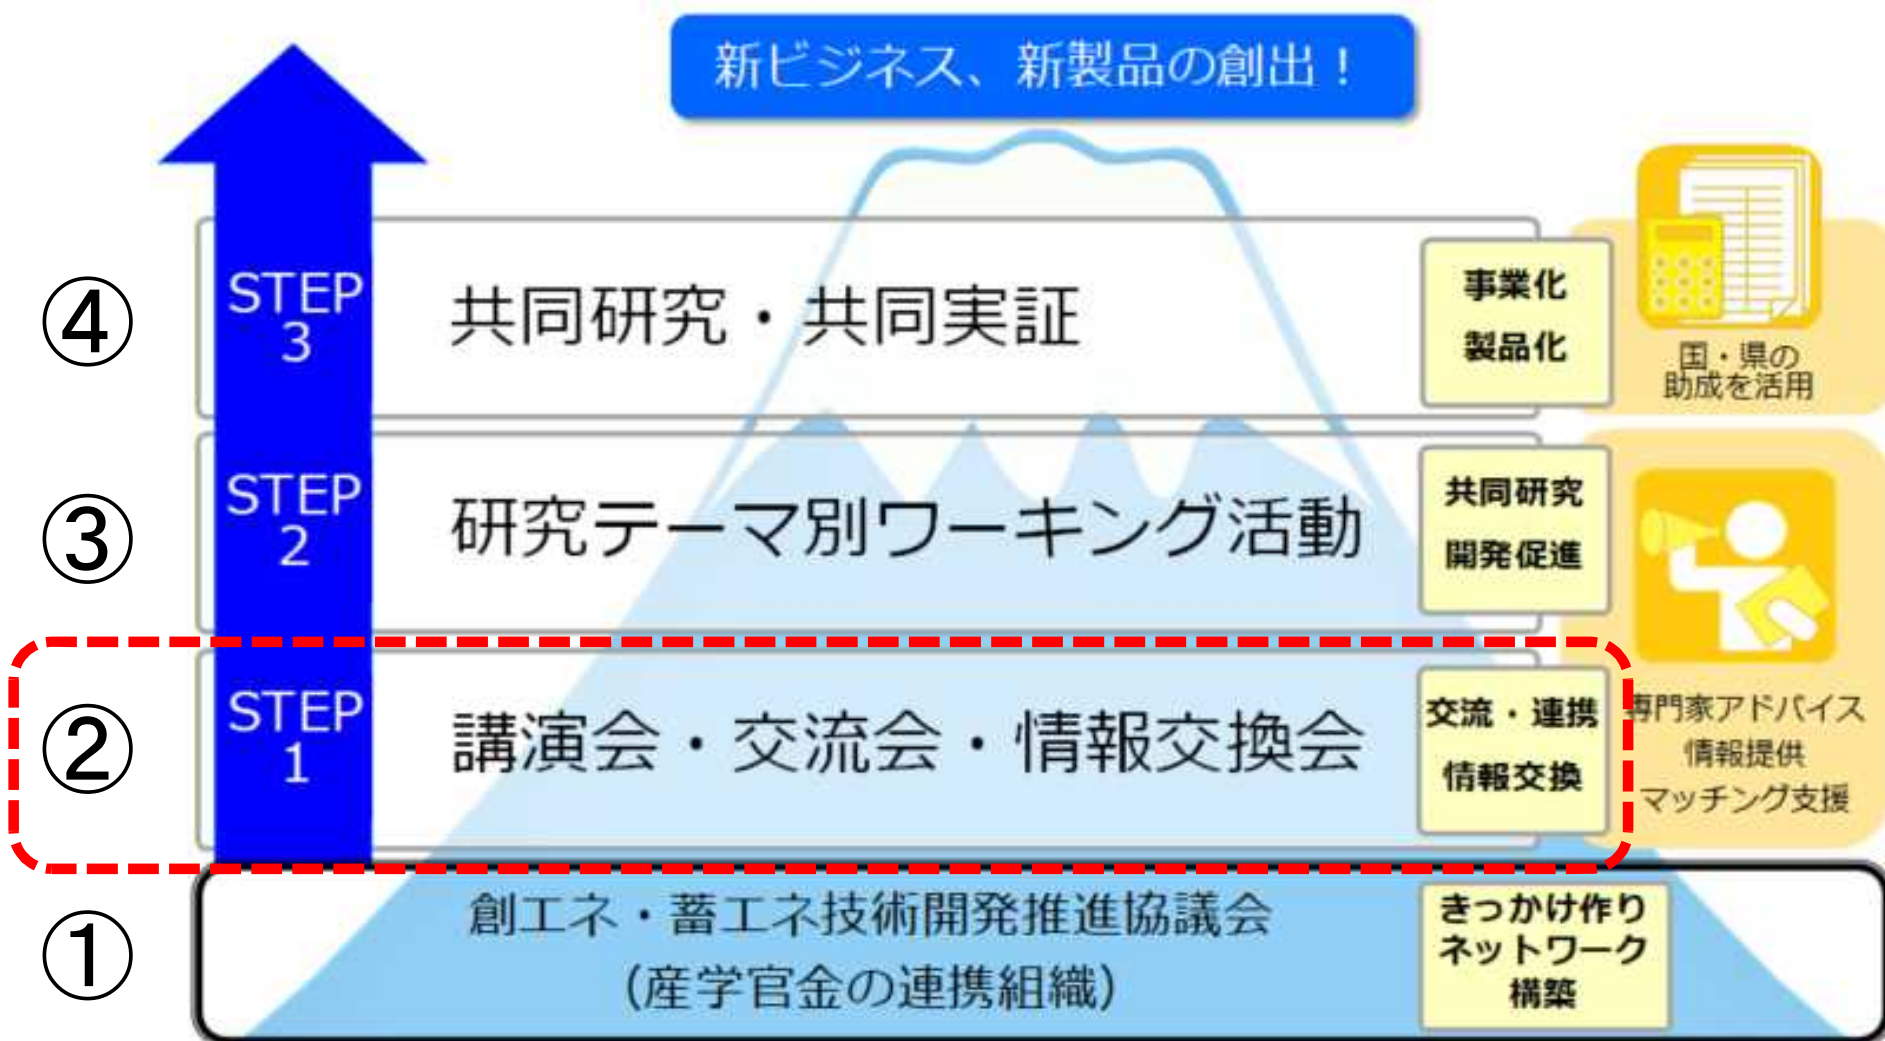 新ビジネス、新製品の創出！
④
STEP
3
共同研究・共同実証
事業化
製品化
国・県の
助成を活用
③
STEP
2
研究テーマ別ワーキング活動
共同研究
開発促進
②
STEP
1
講演会・交流会・情報交換会
交流・連携
情報交換
専門家アドバイス
情報提供
マッチング支援
①
創エネ・蓄エネ技術開発推進協議会
(産学官金の連携組織)
きっかけ作り
ネットワーク
構築